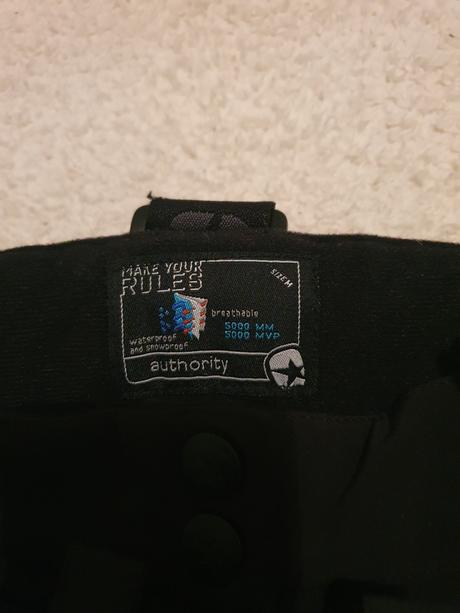 MAKE YOUR
RULES
SIZE M
breathable
5000 MM
5000 MVP
waterproof
and snowproof
authority